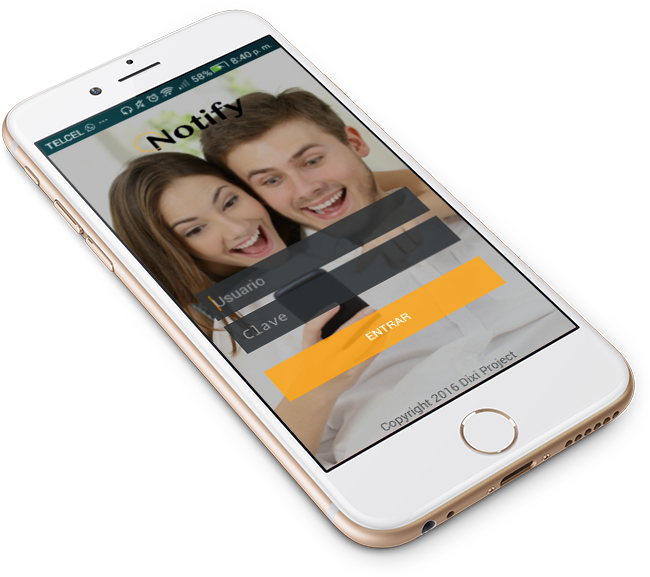 TELCEL ... 58% 8:40 p. m.
Notify
Usuario
Clave
ENTRAR
Copyright 2016 Dixi Project